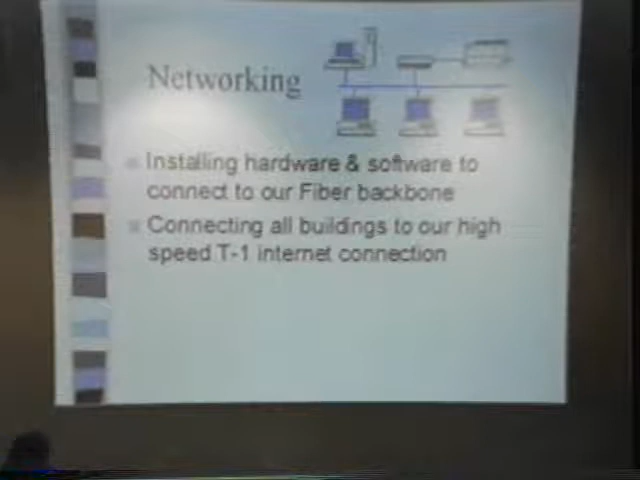 Networking
Installing hardware & software to
connect to our Fiber backbone
Connecting all buildings to our high
speed T-1 internet connection